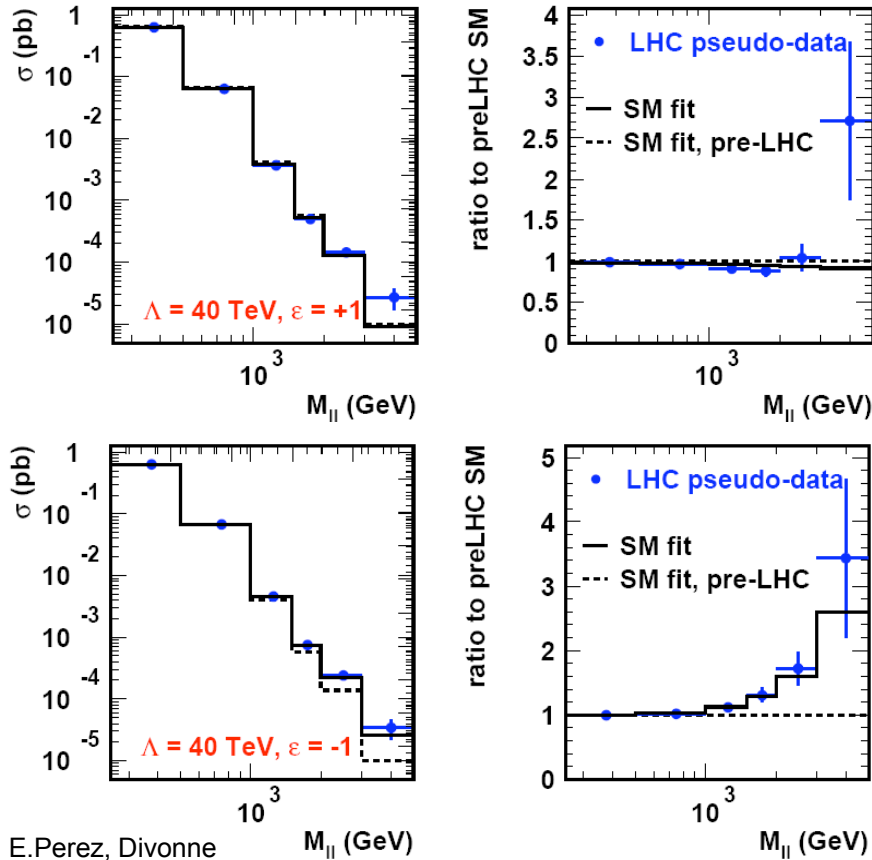 σ (pb)
1
10 -1
10 -2
10 -3
10 -4
10 -5
Λ = 40 TeV, ε = +1
10 3
M_ll (GeV)
ratio to preLHC SM
4
3.5
3
2.5
2
1.5
1
0.5
0
LHC pseudo-data
SM fit
SM fit, pre-LHC
10 3
M_ll (GeV)
σ (pb)
1
10 -1
10 -2
10 -3
10 -4
10 -5
Λ = 40 TeV, ε = -1
10 3
M_ll (GeV)
ratio to preLHC SM
5
4
3
2
1
0
LHC pseudo-data
SM fit
SM fit, pre-LHC
10 3
M_ll (GeV)
E.Perez, Divonne